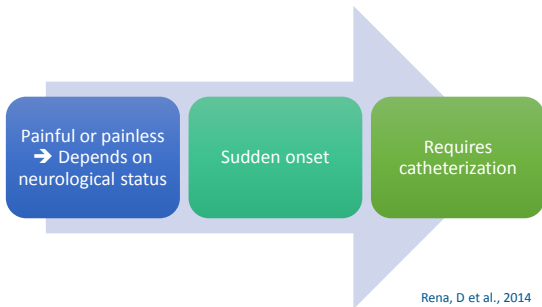 Painful or painless
➔ Depends on
neurological status
Sudden onset
Requires
catheterization
Rena, D et al., 2014